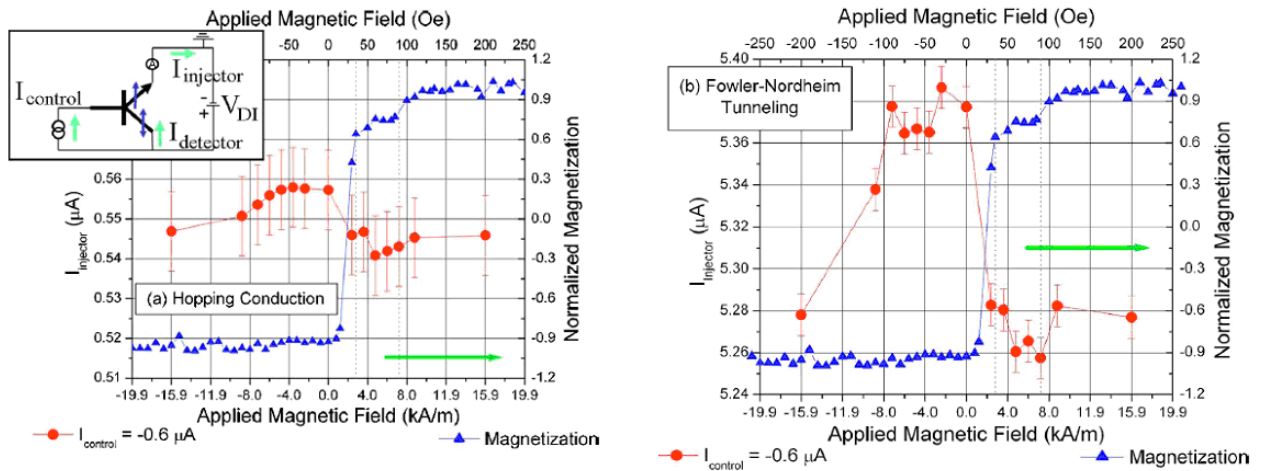 Applied Magnetic Field (Oe)
-50 0 50 100 150 200 250
I control
A
I injector
-
+
V DI
I detector
0.56
0.55
0.54
0.53
0.52
0.51
I Injector (μA)
1.2
0.9
0.6
0.3
0.0
-0.3
-0.6
-0.9
-1.2
Normalized Magnetization
(a) Hopping Conduction
-19.9 -15.9 -11.9 -8.0 -4.0 0.0 4.0 8.0 11.9 15.9 19.9
Applied Magnetic Field (kA/m)
I control = -0.6 μA
Magnetization
Applied Magnetic Field (Oe)
-250 -200 -150 -100 -50 0 50 100 150 200 250
(b) Fowler-Nordheim
Tunneling
5.40
5.38
5.36
5.34
5.32
5.30
5.28
5.26
5.24
I Injector (μA)
1.2
0.9
0.6
0.3
0.0
-0.3
-0.6
-0.9
-1.2
Normalized Magnetization
-19.9 -15.9 -11.9 -8.0 -4.0 0.0 4.0 8.0 11.9 15.9 19.9
Applied Magnetic Field (kA/m)
I control = -0.6 μA
Magnetization